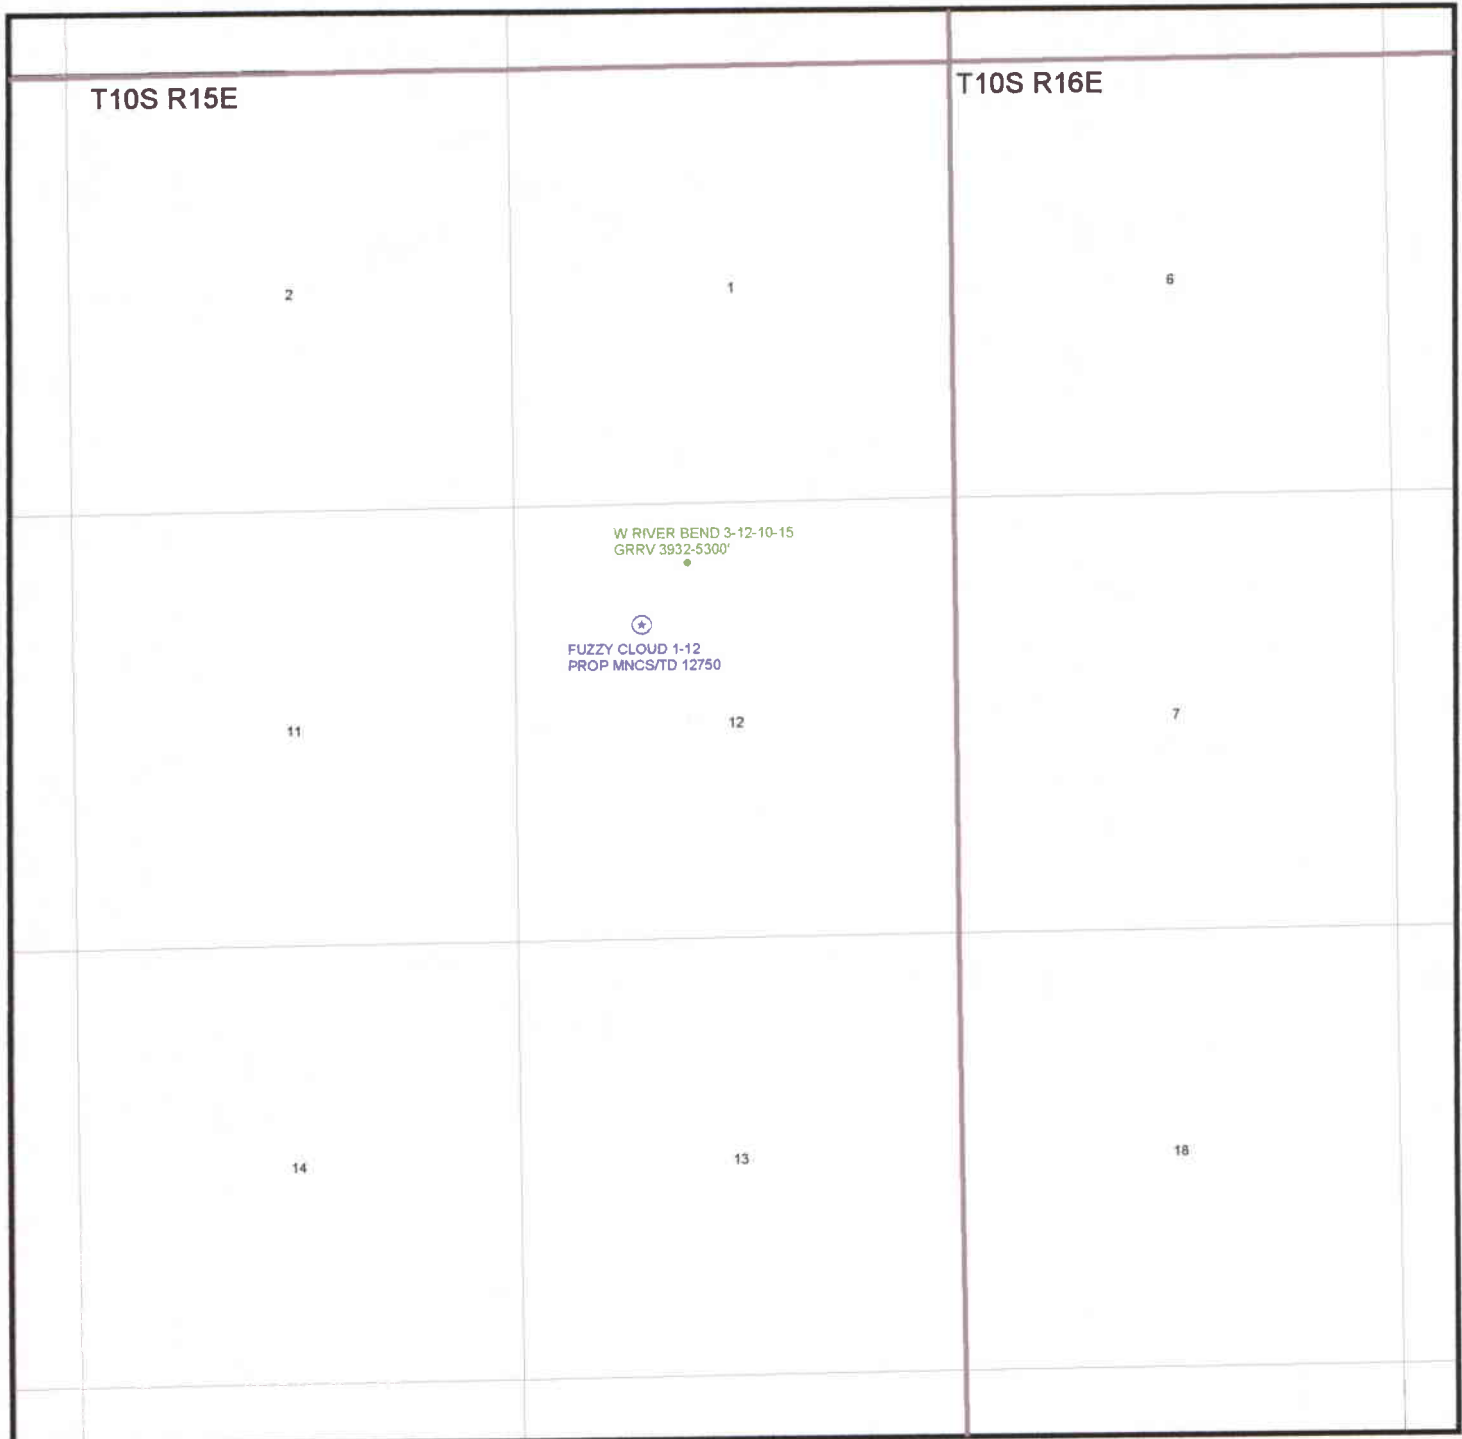 T10S R15E
T10S R16E
2
1
6
W RIVER BEND 3-12-10-15
GRRV 3932-5300'
FUZZY CLOUD 1-12
PROP MNCS/TD 12750
11
12
7
14
13
18